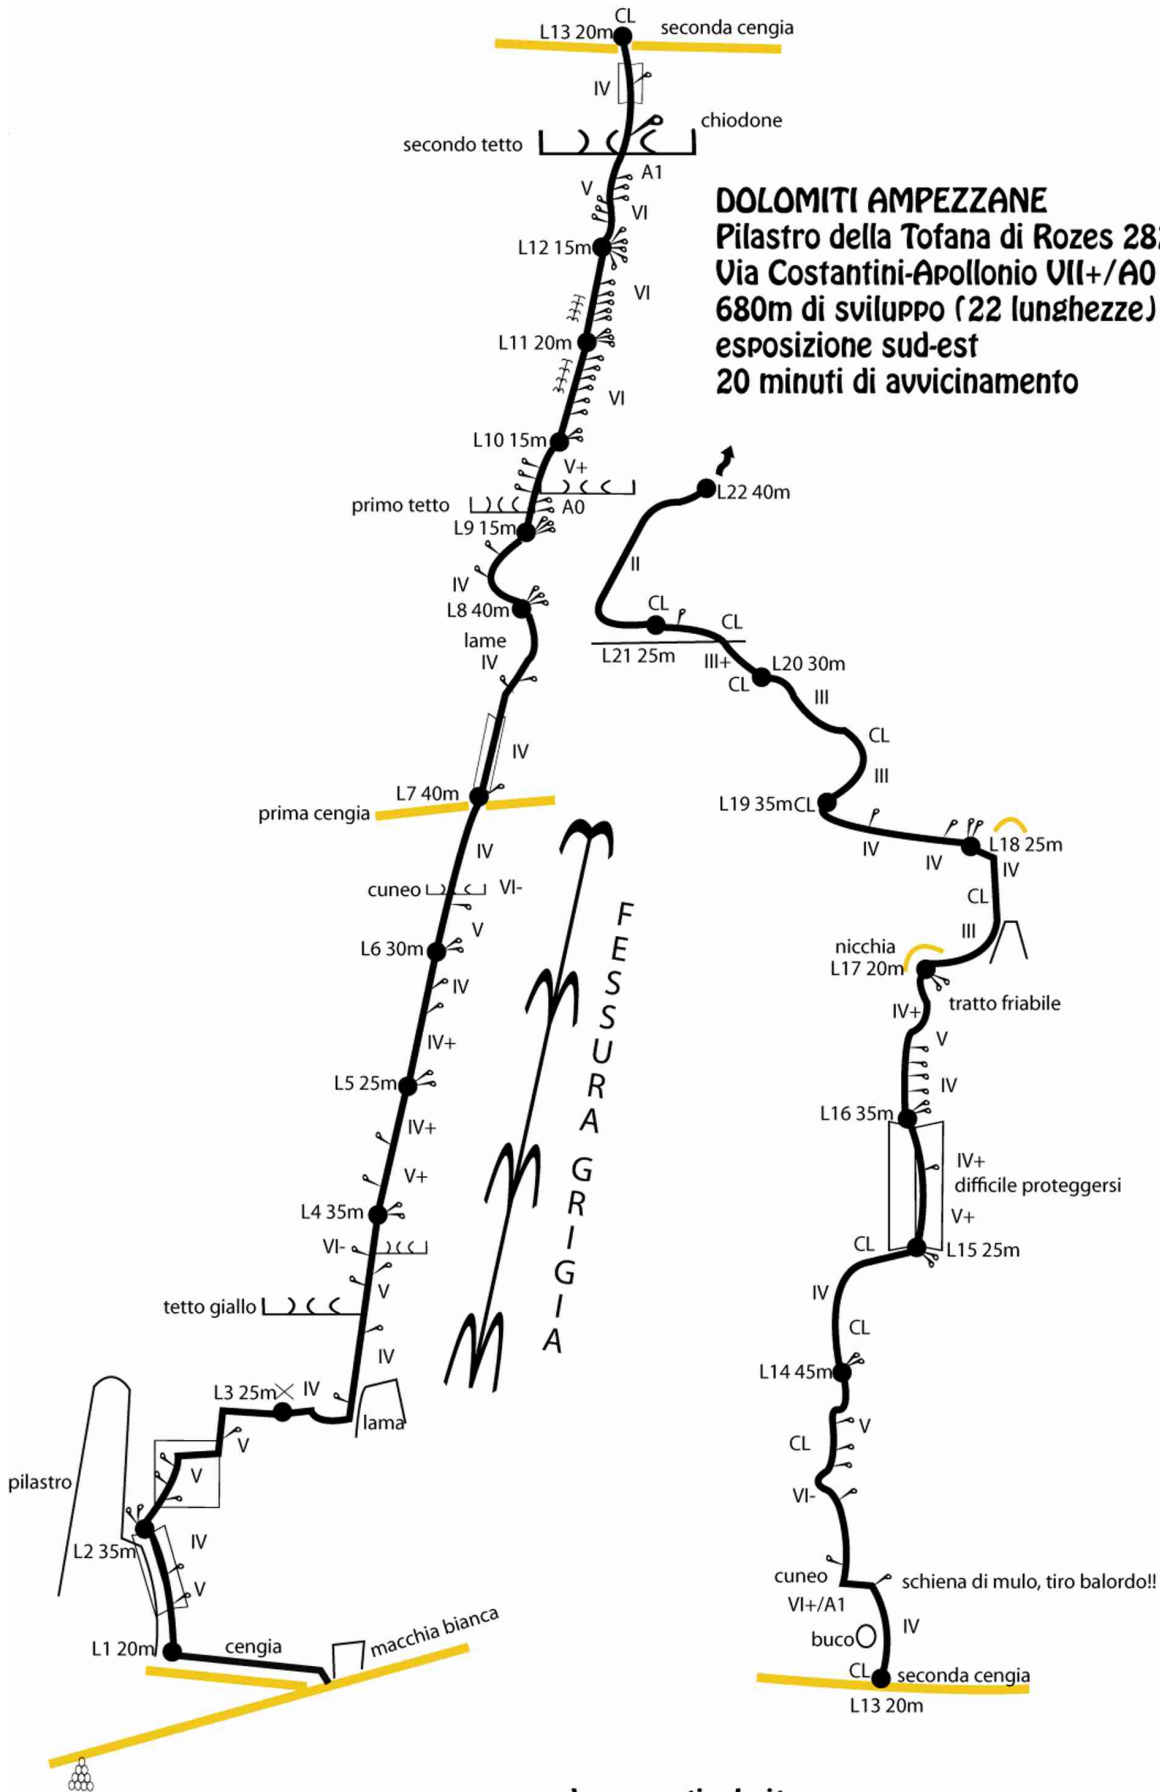 CL
L13 20m
seconda cengia
IV
chiodone
secondo tetto
A1
V
VI
L12 15m
VI
L11 20m
VI
L10 15m
V+
primo tetto
A0
L9 15m
IV
L8 40m
lame
IV
IV
L7 40m
prima cengia
IV
cuneo
VI-
V
L6 30m
IV
IV+
L5 25m
IV+
V+
L4 35m
VI-
V
tetto giallo
IV
L3 25m
IV
lama
V
V
pilastro
IV
L2 35m
V
L1 20m
cengia
macchia bianca
FESSURA GRIGIA
DOLOMITI AMPEZZANE
Pilastro della Tofana di Rozes
Via Costantini-Apollonio VII+/A0
680m di sviluppo (22 lunghezze)
esposizione sud-est
20 minuti di avvicinamento
L22 40m
II
CL
CL
L21 25m
III+
L20 30m
CL
III
CL
III
L19 35m CL
IV
IV
L18 25m
IV
CL
III
nicchia
L17 20m
tratto friabile
IV+
V
IV
L16 35m
IV+
difficile proteggersi
V+
CL
L15 25m
IV
CL
L14 45m
V
CL
VI-
cuneo
schiena di mulo, tiro balordo!!
VI+/A1
IV
buco
CL
seconda cengia
L13 20m